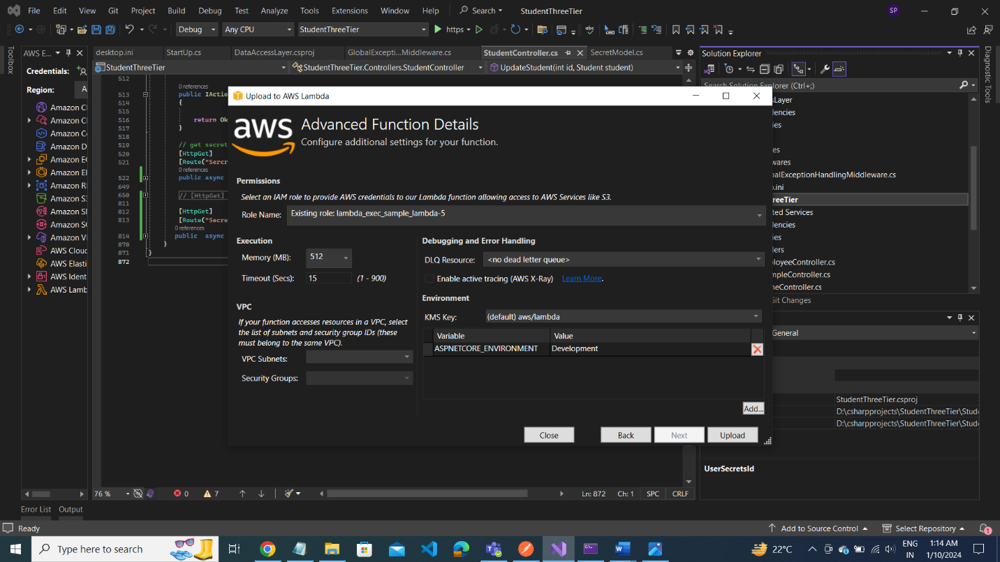 File Edit View Git Project Build Debug Test Analyze Tools Extensions Window Help Search StudentThreeTier SP
Debug Any CPU StudentThreeTier https
Toolbox
AWS E...
desktop.ini StartUp.cs DataAccessLayer.csproj GlobalExcepti...Middleware.cs StudentController.cs SecretModel.cs
StudentThreeTier StudentThreeTier.Controllers.StudentController UpdateStudent(int id, Student student)
Credentials:
Region:
Amazon Cl
Amazon Cl
Amazon Co
Amazon D
Amazon EC
Amazon El
Amazon RI
Amazon S:
Amazon SI
Amazon SC
Amazon VI
AWS Cloud
AWS Elasti
AWS Ident
AWS Lamb
512
0 references
513 public IActio
514 {
515
516 return Ok
517 }
518
519 // get secret
520 [HttpGet]
521 [Route("Sercr
0 references
522 public async
649
650 // [HttpGet]
811
812 [HttpGet]
813 [Route("Secre
0 references
814 public async
870 }
871 }
872
Upload to AWS Lambda
aws
Advanced Function Details
Configure additional settings for your function.
Permissions
Select an IAM role to provide AWS credentials to our Lambda function allowing access to AWS Services like S3.
Role Name: Existing role: lambda_exec_sample_lambda-5
Execution
Memory (MB): 512
Timeout (Secs): 15 (1 - 900)
VPC
If your function accesses resources in a VPC, select
the list of subnets and security group IDs (these
must belong to the same VPC).
VPC Subnets:
Security Groups:
Debugging and Error Handling
DLQ Resource: <no dead letter queue>
Enable active tracing (AWS X-Ray) Learn More.
Environment
KMS Key: (default) aws/lambda
Variable Value
ASPNETCORE_ENVIRONMENT Development
Add...
Close Back Next Upload
Solution Explorer
Search Solution Explorer (Ctrl+;)
sLayer
dencies
ies
es
wares
balExceptionHandlingMiddleware.cs
p.ini
reeTier
ted Services
dencies
ies
lers
ployeeController.cs
mpleController.cs
meController.cs
Git Changes
General
StudentThreeTier.csproj
D:\csharpprojects\StudentThreeTier\Stude
D:\csharpprojects\StudentThreeTier\Stude
UserSecretsId
Diagnostic Tools
76 % 0 7 Ln: 872 Ch: 1 SPC CRLF
Error List Output
Ready Add to Source Control Select Repository 1
Type here to search 22°C ENG IN 1:14 AM 1/10/2024